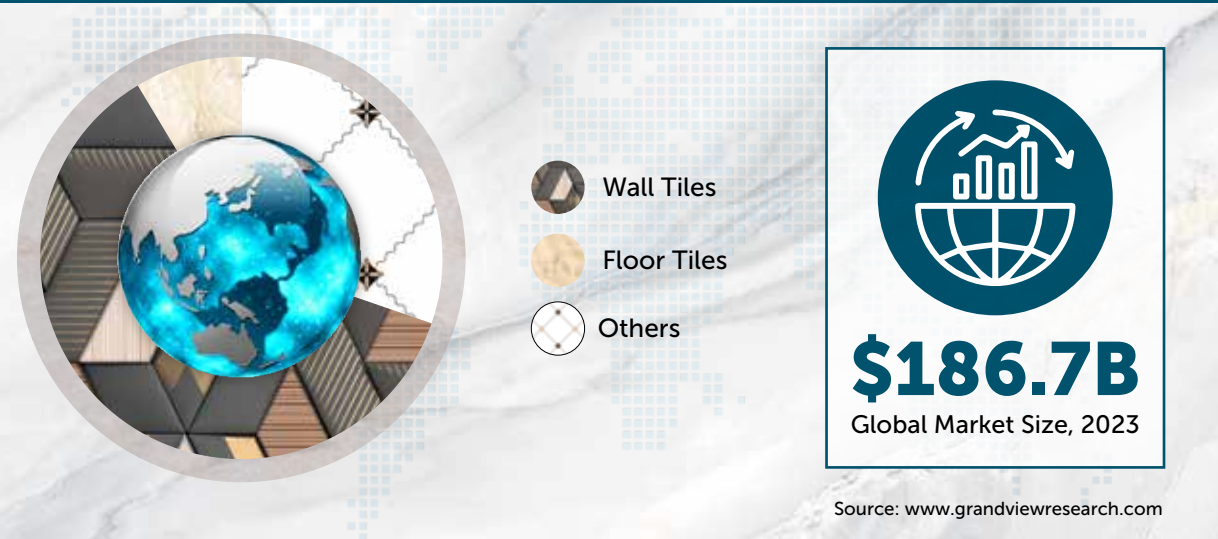 Wall Tiles
Floor Tiles
Others
$186.7B
Global Market Size, 2023
Source: www.grandviewresearch.com